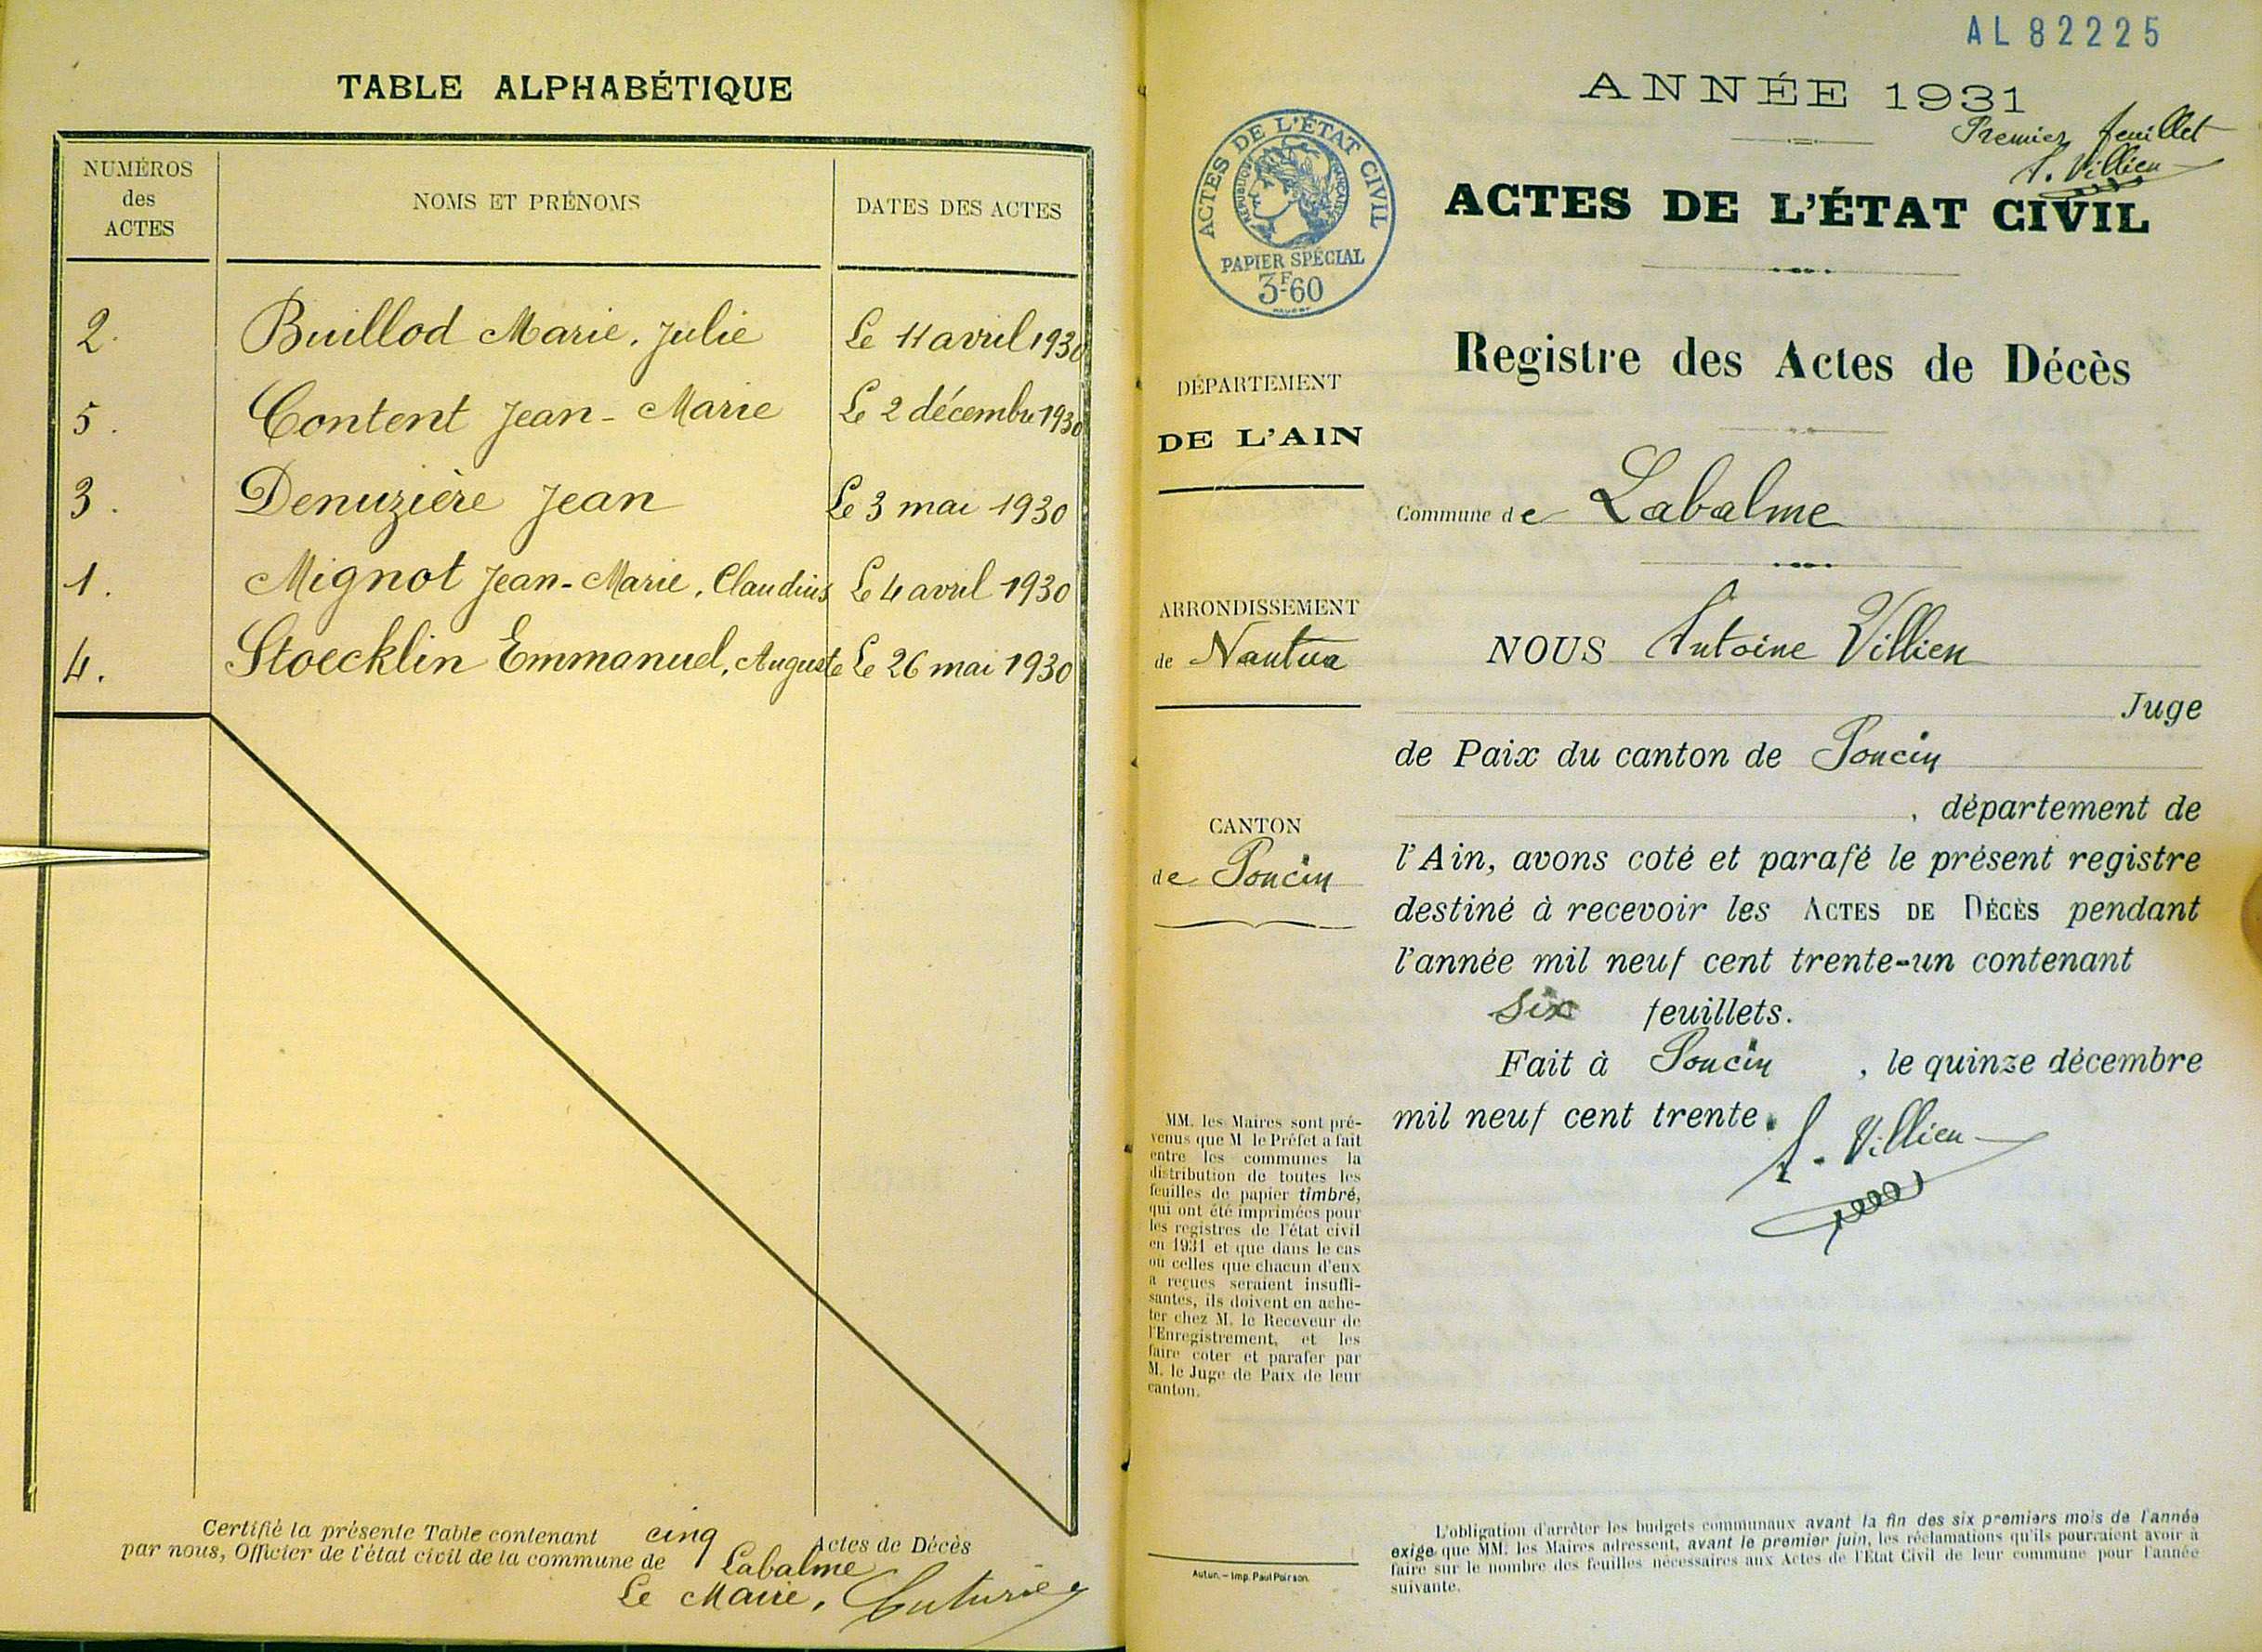 TABLE ALPHABÉTIQUE
NUMÉROS
des
ACTES
NOMS ET PRÉNOMS
DATES DES ACTES
2. Buillod Marie, Julie Le 11 avril 1930
5. Content Jean-Marie Le 2 décembre 1930
3. Denuzière Jean Le 3 mai 1930
1. Mignot Jean-Marie, Claudius Le 4 avril 1930
4. Stoecklin Emmanuel, Auguste Le 26 mai 1930
Certifié la présente Table contenant cinq Actes de Décès
par nous, Officier de l'état civil de la commune de Labalme
Le Maire,
AL 82225
ANNÉE 1931
Premier feuillet
A. Villien
ACTES DE L'ÉTAT CIVIL
ACTES DE L'ÉTAT CIVIL
RÉPUBLIQUE FRANÇAISE
PAPIER SPÉCIAL
3F60
Registre des Actes de Décès
DÉPARTEMENT
DE L'AIN
Commune de Labalme
ARRONDISSEMENT
de Nantua
CANTON
de Poncin
NOUS Antoine Villien
Juge
de Paix du canton de Poncin
, département de
l'Ain, avons coté et parafé le présent registre
destiné à recevoir les ACTES DE DÉCÈS pendant
l'année mil neuf cent trente-un contenant
six feuillets.
Fait à Poncin , le quinze décembre
mil neuf cent trente.
A. Villien
MM. les Maires sont pré-
venus que M le Préfet a fait
entre les communes la
distribution de toutes les
feuilles de papier timbré,
qui ont été imprimées pour
les registres de l'état civil
en 1931 et que dans le cas
où celles que chacun d'eux
a reçues seraient insuffi-
santes, ils doivent en ache-
ter chez M. le Receveur de
l'Enregistrement, et les
faire coter et parafer par
M. le Juge de Paix de leur
canton.
Autun. — Imp. Paul Poirson.
L'obligation d'arrêter les budgets communaux avant la fin des six premiers mois de l'année
exige que MM. les Maires adressent, avant le premier juin, les réclamations qu'ils pourraient avoir à
faire sur le nombre des feuilles nécessaires aux Actes de l'Etat Civil de leur commune pour l'année
suivante.